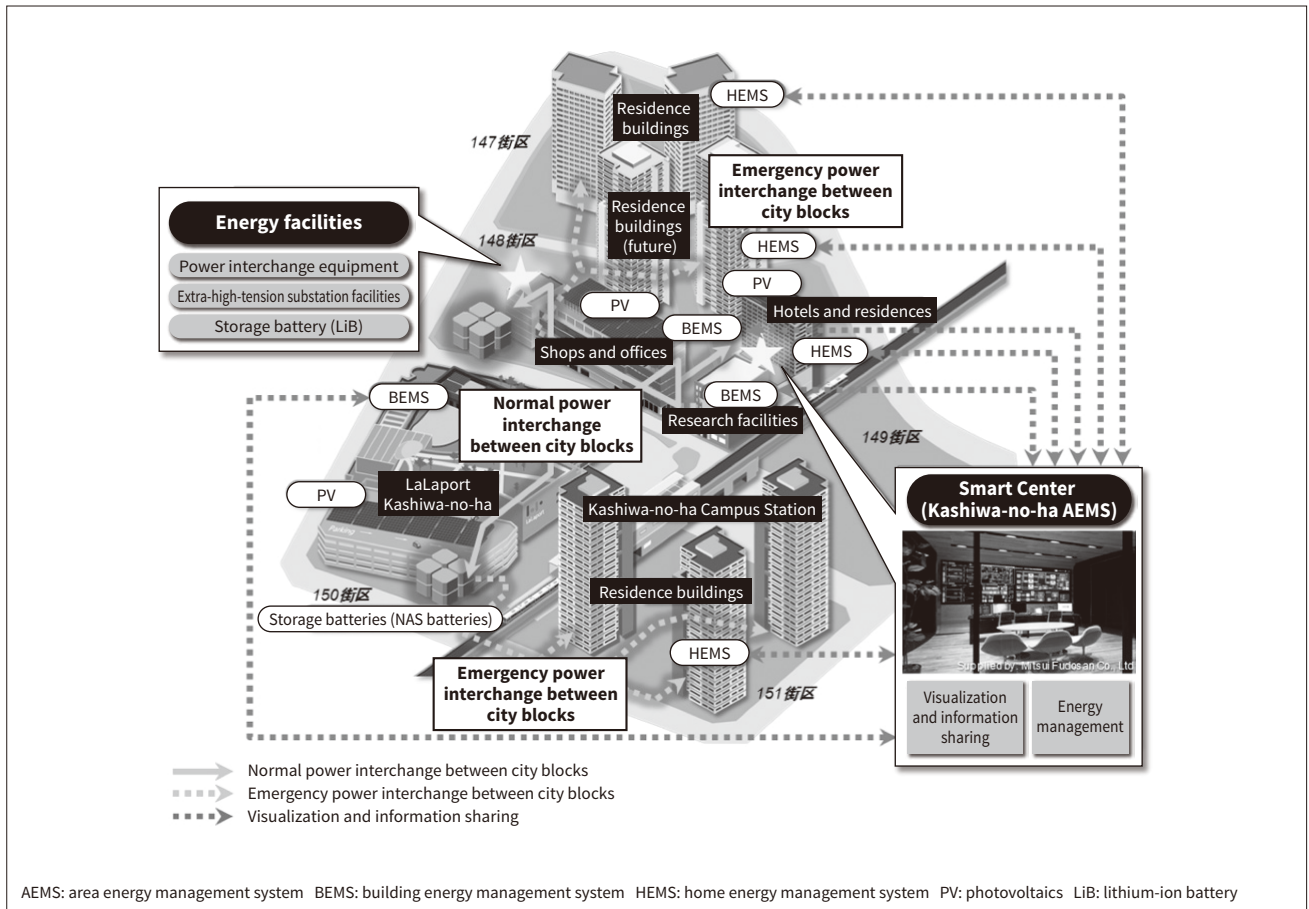 HEMS
Residence
buildings
147街区
Emergency power
interchange between
city blocks
Energy facilities
Power interchange equipment
Extra-high-tension substation facilities
Storage battery (LiB)
Residence
buildings
(future)
148街区
HEMS
PV
PV
Hotels and residences
BEMS
Shops and offices
HEMS
BEMS
BEMS
Normal power
interchange
between city blocks
Research facilities
149街区
LaLaport
Kashiwa-no-ha
PV
Parking
Kashiwa-no-ha Campus Station
Smart Center
(Kashiwa-no-ha AEMS)
Supplied by: Mitsui Fudosan Co., Ltd
150街区
Residence buildings
Storage batteries (NAS batteries)
HEMS
Emergency power
interchange between
city blocks
151街区
Visualization
and information
sharing
Energy
management
Normal power interchange between city blocks
Emergency power interchange between city blocks
Visualization and information sharing
AEMS: area energy management system BEMS: building energy management system HEMS: home energy management system PV: photovoltaics LiB: lithium-ion battery